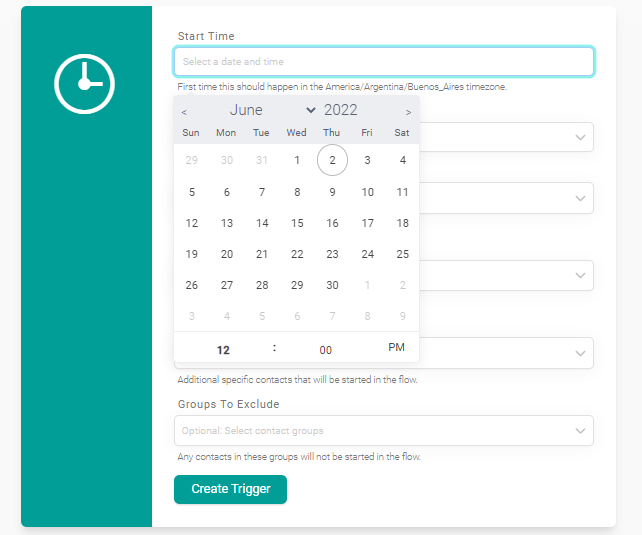 Start Time
Select a date and time
First time this should happen in the America/Argentina/Buenos_Aires timezone.
< June 2022 >
Sun Mon Tue Wed Thu Fri Sat
29 30 31 1 2 3 4
5 6 7 8 9 10 11
12 13 14 15 16 17 18
19 20 21 22 23 24 25
26 27 28 29 30 1 2
3 4 5 6 7 8 9
12 : 00 PM
Additional specific contacts that will be started in the flow.
Groups To Exclude
Optional: Select contact groups
Any contacts in these groups will not be started in the flow.
Create Trigger